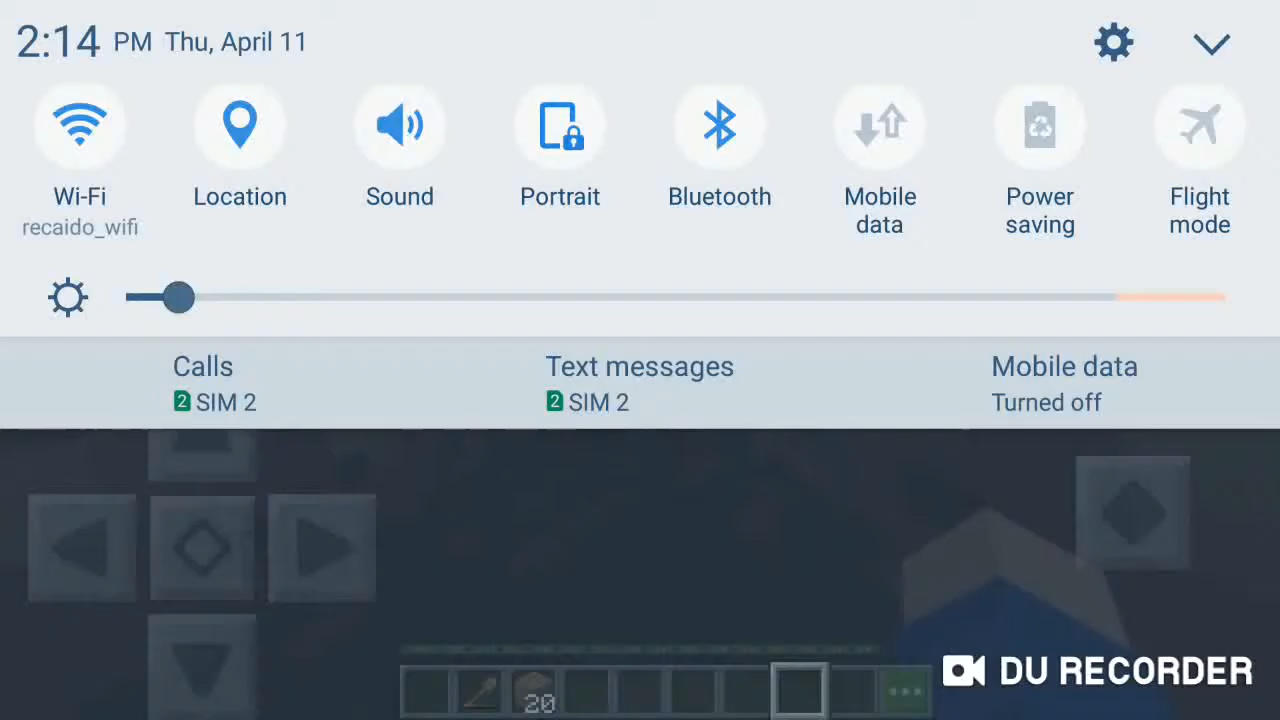 2:14 PM Thu, April 11
Wi-Fi
recaido_wifi
Location
Sound
Portrait
Bluetooth
Mobile
data
Power
saving
Flight
mode
Calls
2 SIM 2
Text messages
2 SIM 2
Mobile data
Turned off
20
DU RECORDER